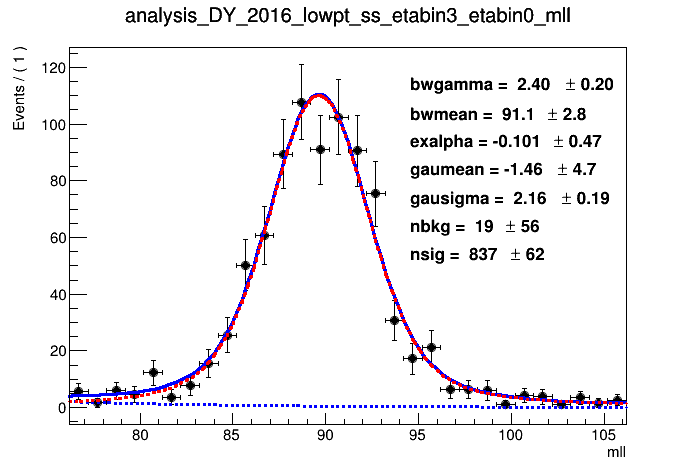 analysis_DY_2016_lowpt_ss_etabin3_etabin0_mll
Events / ( 1 )
120
100
80
60
40
20
0
bwgamma = 2.40 ± 0.20
bwmean = 91.1 ± 2.8
exalpha = -0.101 ± 0.47
gaumean = -1.46 ± 4.7
gausigma = 2.16 ± 0.19
nbkg = 19 ± 56
nsig = 837 ± 62
80 85 90 95 100 105
mll